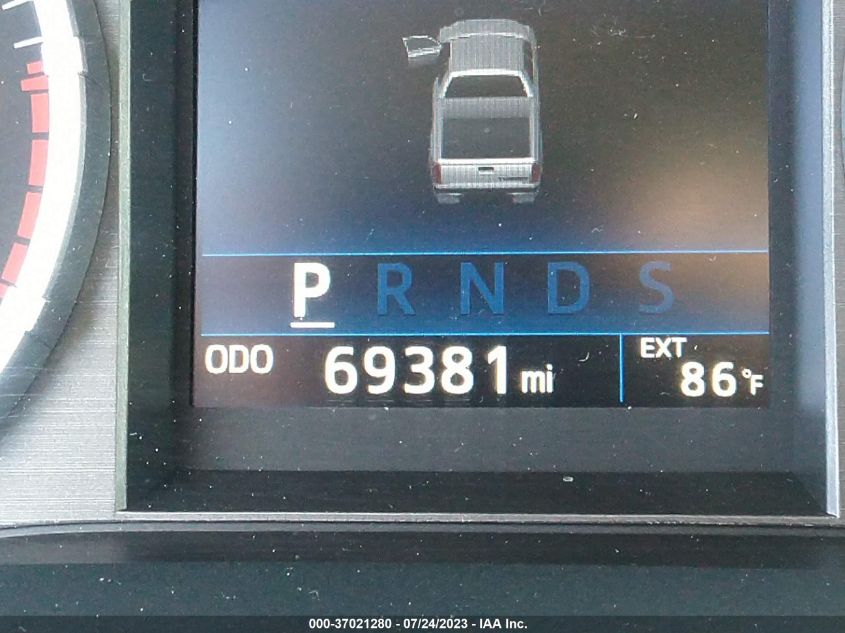 P R N D S
ODO 69381 mi
EXT
86°F
000-37021280 - 07/24/2023 - IAA Inc.